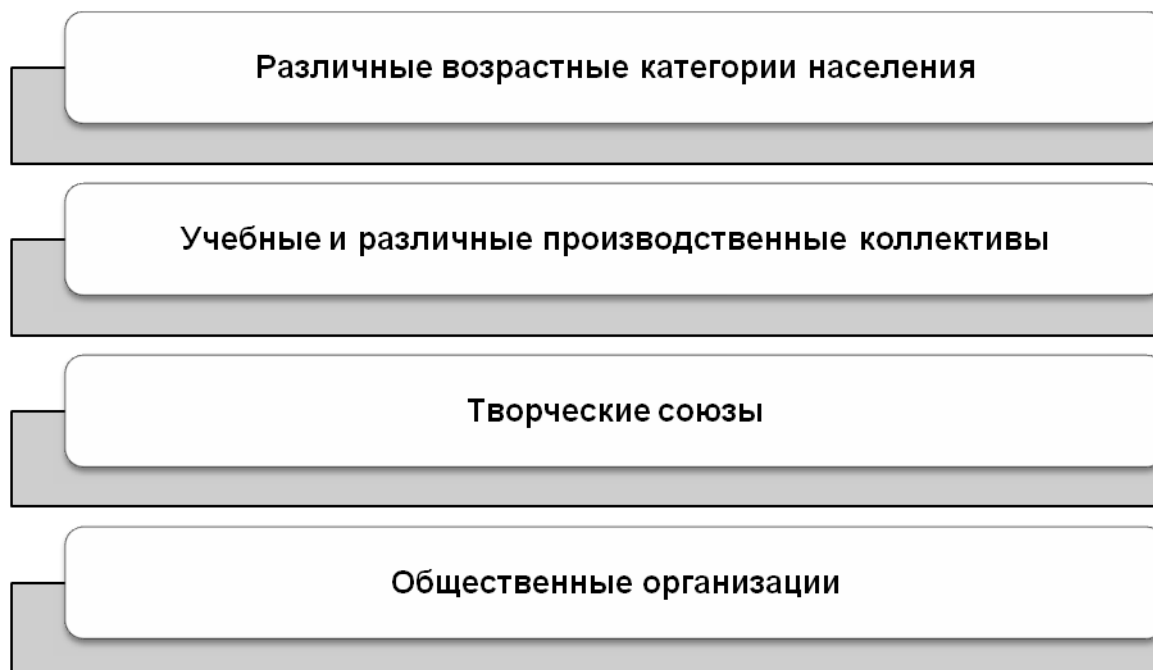 Различные возрастные категории населения
Учебные и различные производственные коллективы
Творческие союзы
Общественные организации